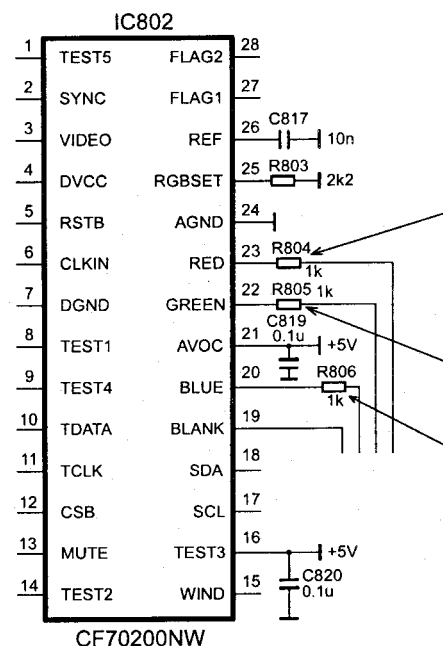 IC802
1 TEST5 FLAG2 28
2 SYNC FLAG1 27
C817
3 VIDEO REF 26 10n
R803
4 DVCC RGBSET 25 2k2
5 RSTB AGND 24
R804
6 CLKIN RED 23 1k
R805 1k
7 DGND GREEN 22
C819
0.1u
8 TEST1 AVOC 21 +5V
R806
9 TEST4 BLUE 20 1k
10 TDATA BLANK 19
11 TCLK SDA 18
12 CSB SCL 17
13 MUTE TEST3 16 +5V
C820
0.1u
14 TEST2 WIND 15
CF70200NW